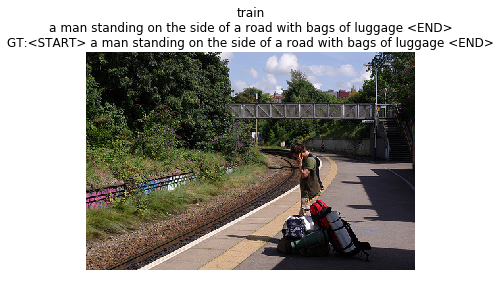 train
a man standing on the side of a road with bags of luggage <END>
GT:<START> a man standing on the side of a road with bags of luggage <END>